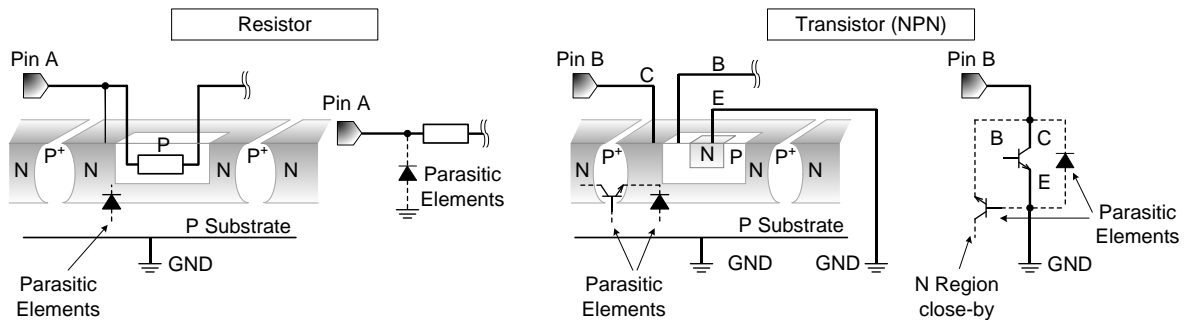 Resistor
Transistor (NPN)
Pin A
Pin A
N
P+
N
P
N
P+
N
Parasitic
Elements
P Substrate
GND
Parasitic
Elements
Pin B
C
B
E
N
P+
N
N
P
N
P+
N
P Substrate
GND
GND
Parasitic
Elements
Pin B
B
C
E
Parasitic
Elements
GND
N Region
close-by